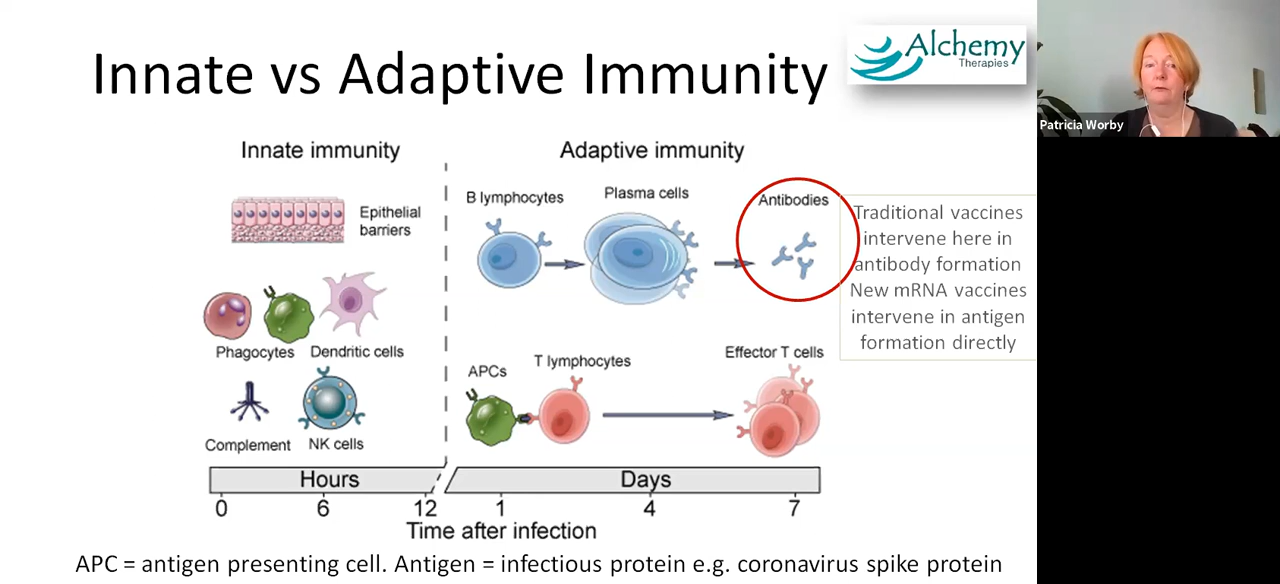 Innate vs Adaptive Immunity
Alchemy
Therapies
Patricia Worby
Innate immunity
Adaptive immunity
Epithelial
barriers
Phagocytes
Dendritic cells
Complement
NK cells
B lymphocytes
Plasma cells
Antibodies
APCs
T lymphocytes
Effector T cells
Traditional vaccines
intervene here in
antibody formation
New mRNA vaccines
intervene in antigen
formation directly
Hours
Days
0
6
12
1
4
7
Time after infection
APC = antigen presenting cell. Antigen = infectious protein e.g. coronavirus spike protein